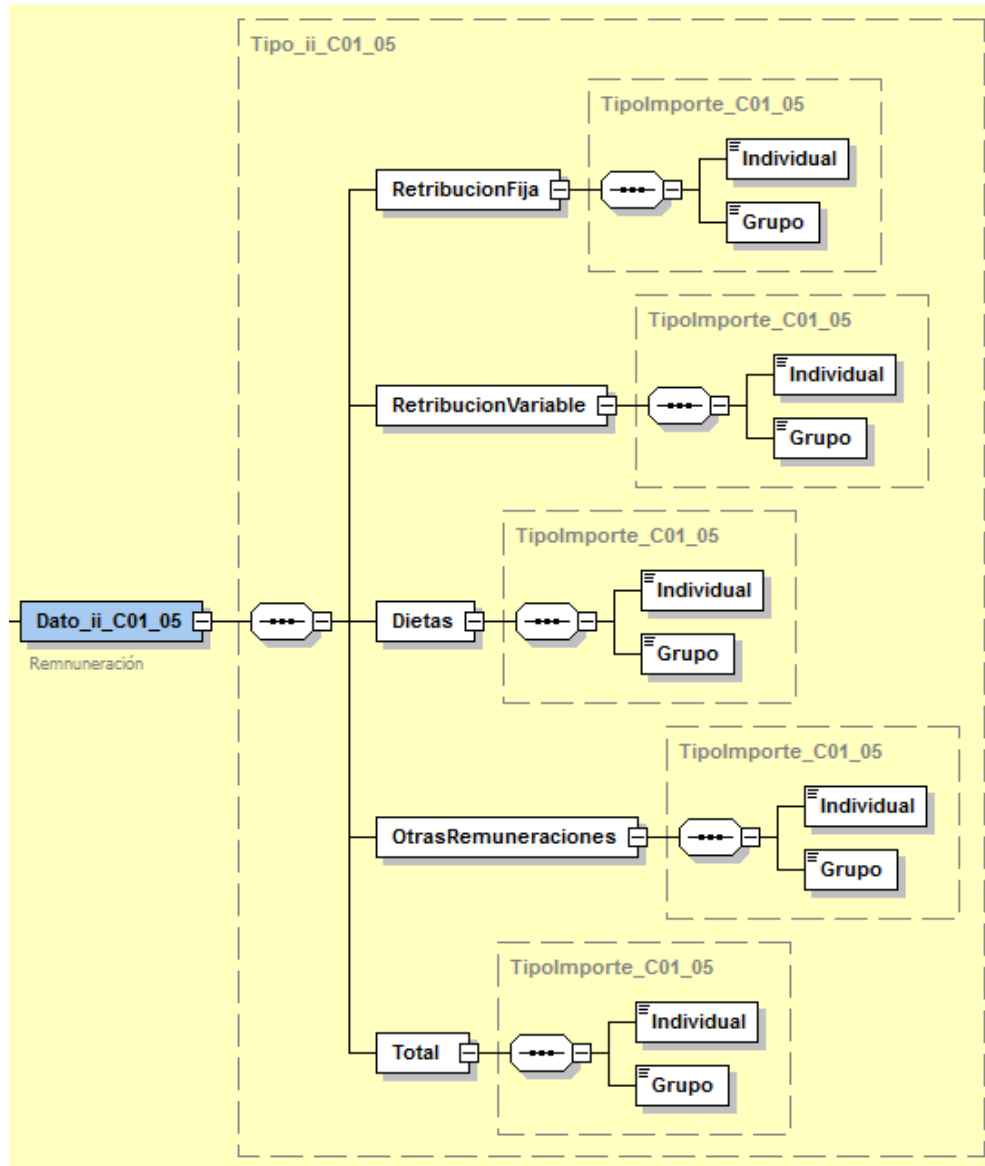 Tipo_ii_C01_05
TipoImporte_C01_05
RetribucionFija
Individual
Grupo
TipoImporte_C01_05
RetribucionVariable
Individual
Grupo
TipoImporte_C01_05
Dato_ii_C01_05
Remnuneración
Dietas
Individual
Grupo
TipoImporte_C01_05
OtrasRemuneraciones
Individual
Grupo
TipoImporte_C01_05
Total
Individual
Grupo